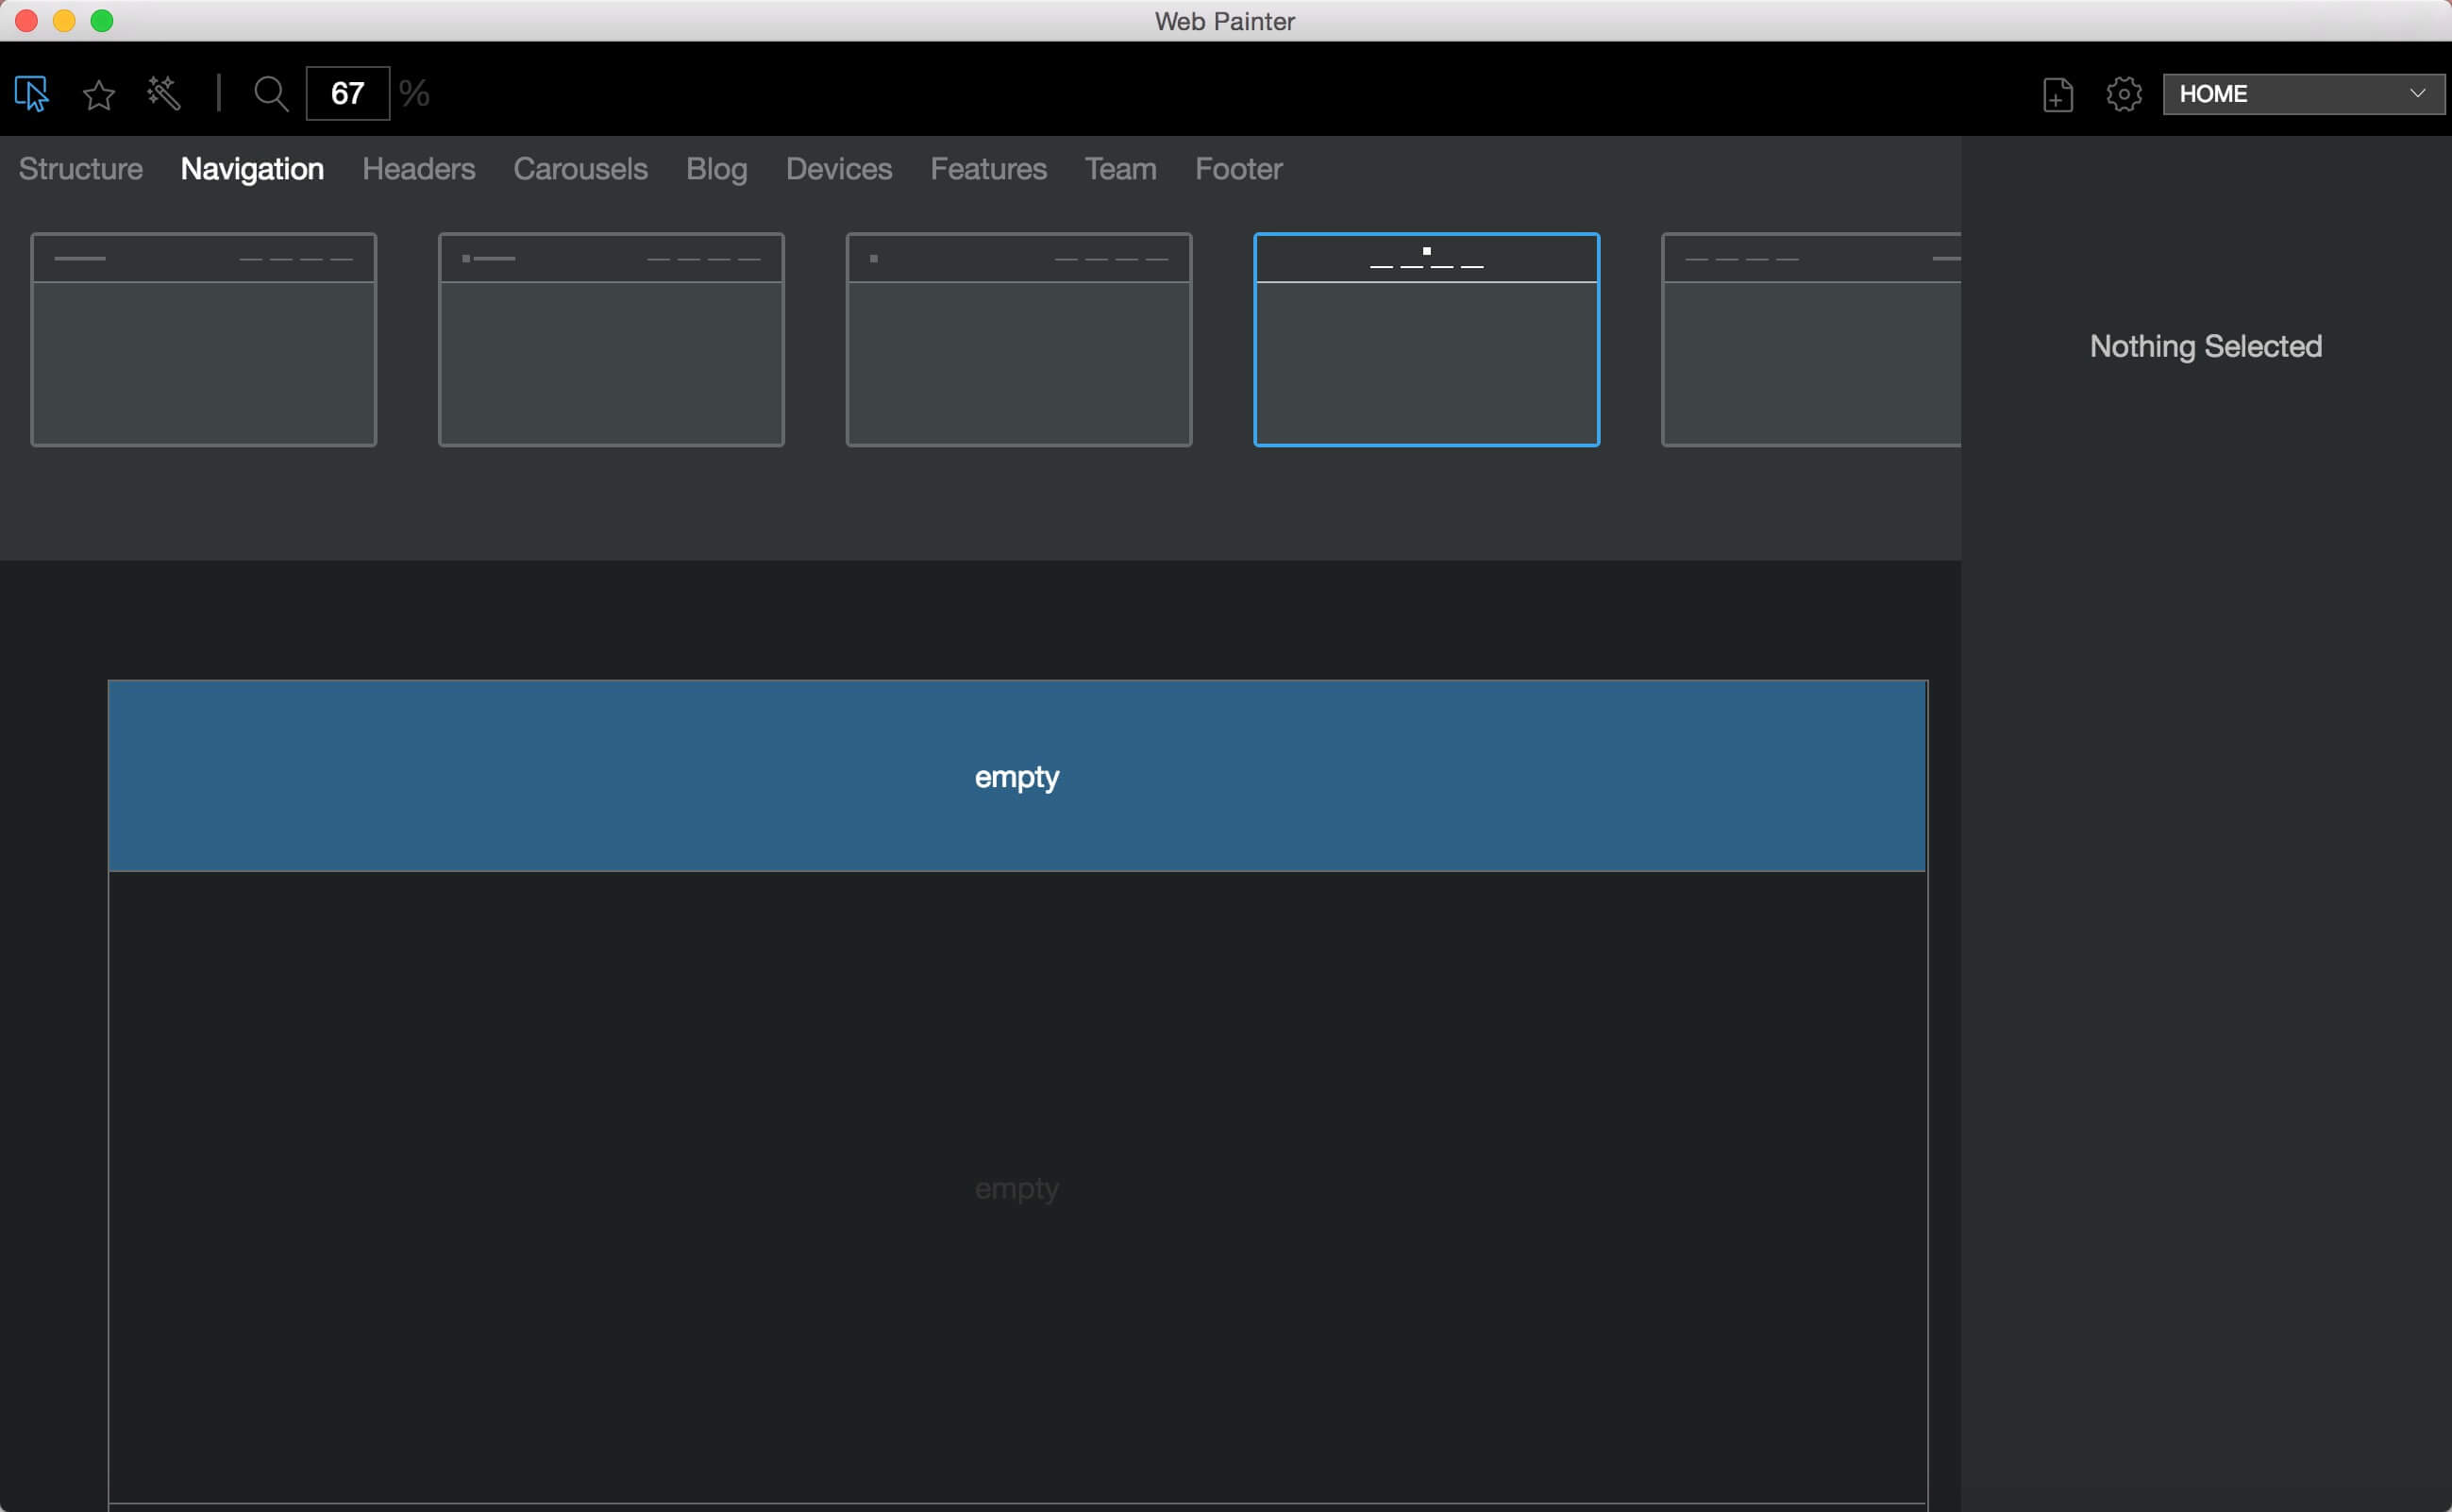 Web Painter
67 %
HOME
Structure Navigation Headers Carousels Blog Devices Features Team Footer
Nothing Selected
empty
empty